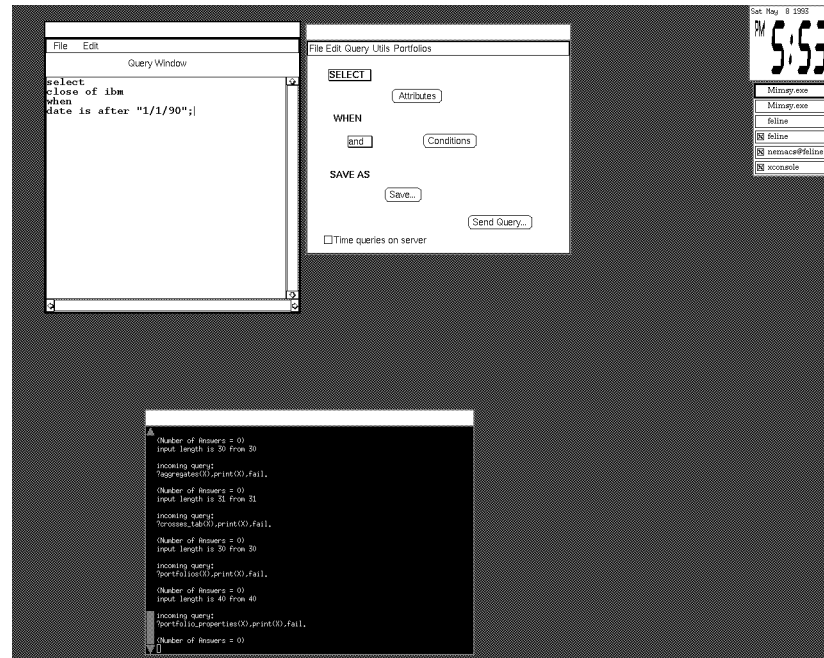 File Edit
Query Window
select
close of ibm
when
date is after "1/1/90";
File Edit Query Utils Portfolios
SELECT
Attributes
WHEN
and
Conditions
SAVE AS
Save...
Send Query...
Time queries on server
Sat May 8 1993
PM 5:53
Mimsy.exe
Mimsy.exe
feline
feline
nemacs@feline
xconsole
(Number of Answers = 0)
input length is 30 from 30
incoming query:
?aggregates(X),print(X),fail.
(Number of Answers = 0)
input length is 31 from 31
incoming query:
?crosses_tab(X),print(X),fail.
(Number of Answers = 0)
input length is 30 from 30
incoming query:
?portfolios(X),print(X),fail.
(Number of Answers = 0)
input length is 40 from 40
incoming query:
?portfolio_properties(X),print(X),fail.
(Number of Answers = 0)